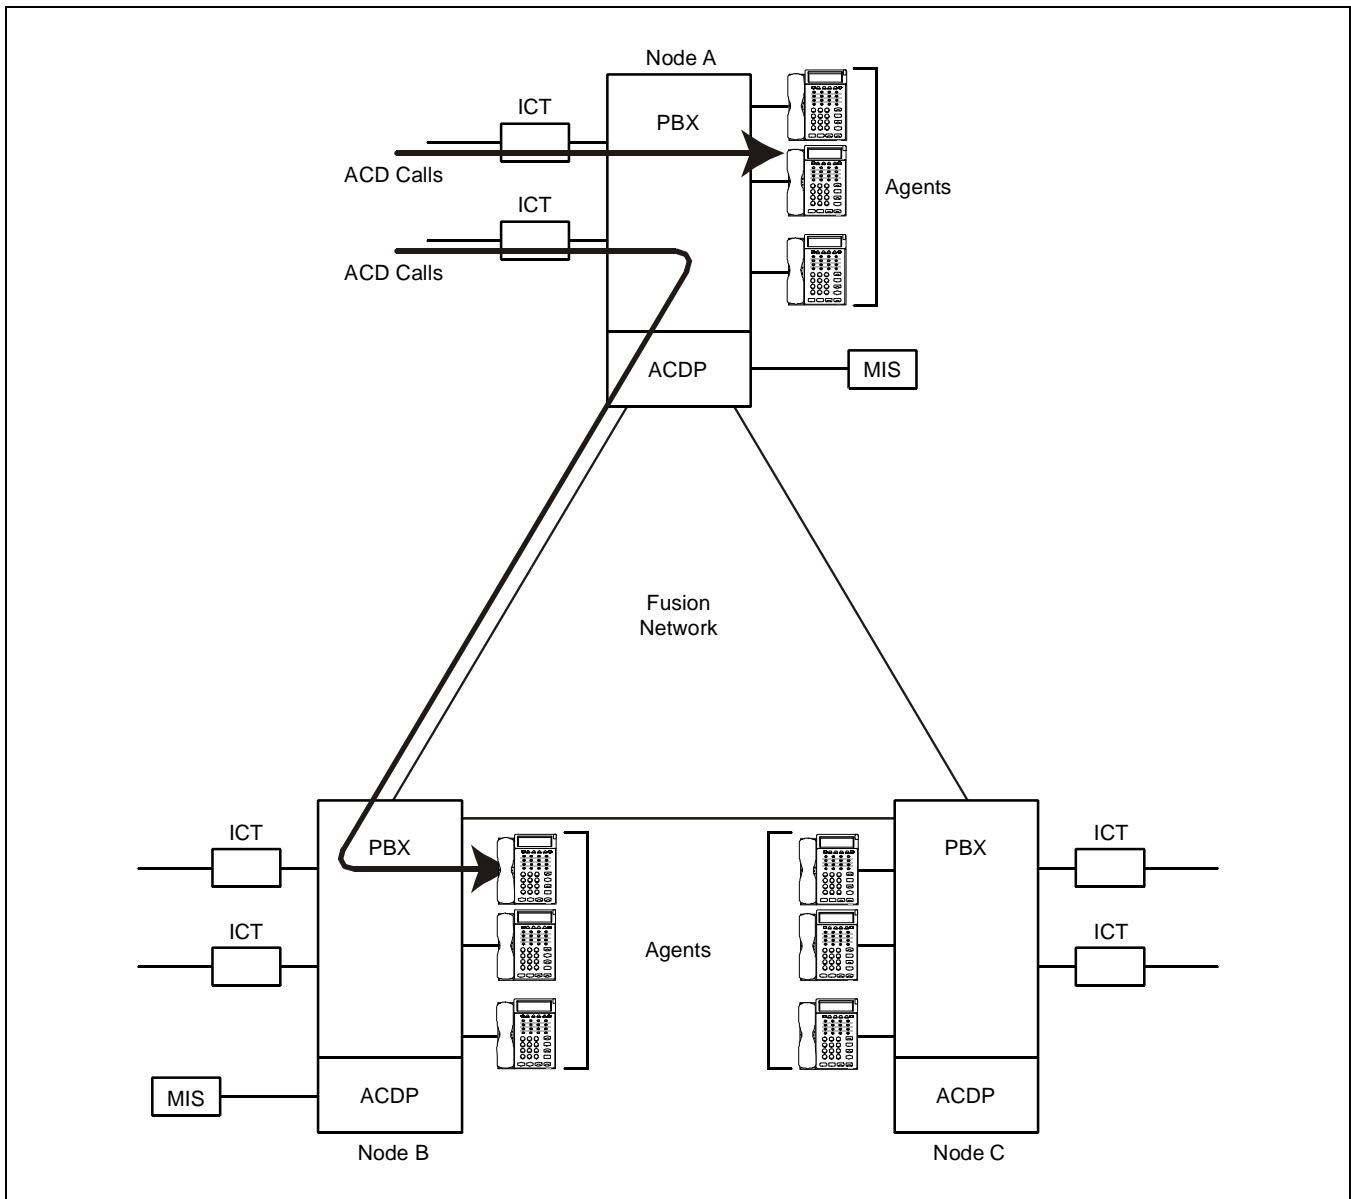 Node A
ICT
PBX
ACD Calls
Agents
ICT
ACD Calls
ACDP
MIS
Fusion
Network
ICT
PBX
PBX
ICT
ICT
Agents
ICT
MIS
ACDP
ACDP
Node B
Node C